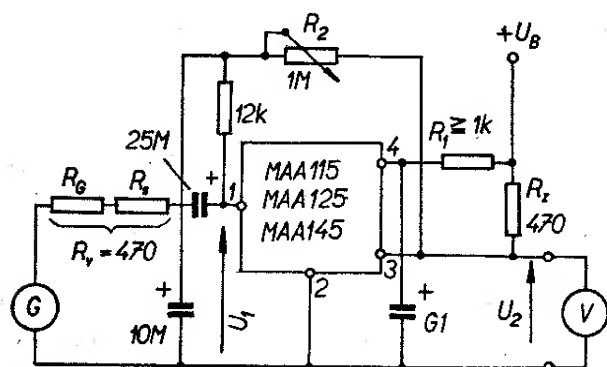 R2
1M
+UB
12k
25M
+
1
MAA115
MAA125
MAA145
4
R1 ≧ 1k
RG
Rs
Rv = 470
Rz
470
3
2
G
+
10M
U1
+
G1
U2
V